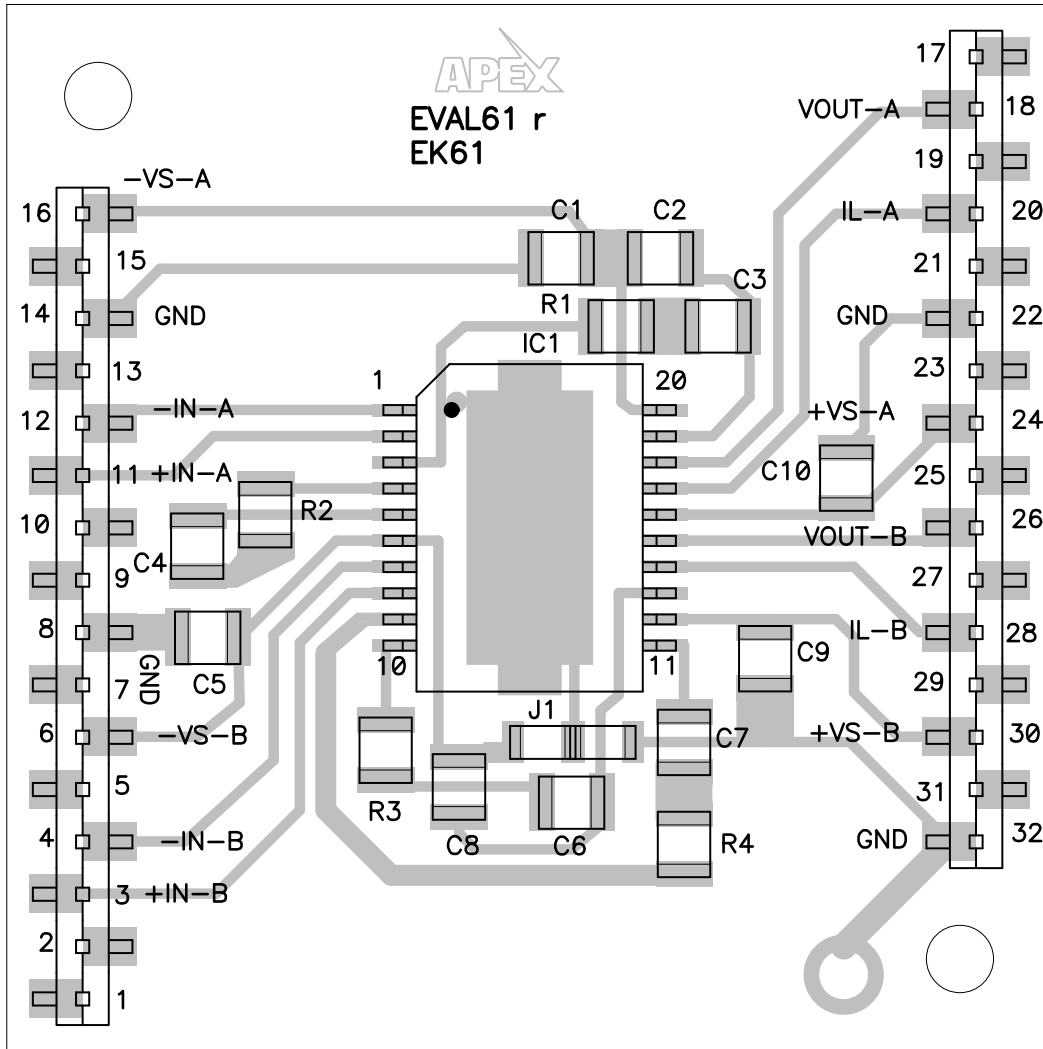 APEX
EVAL61 r
EK61
17
VOUT-A
18
-VS-A
19
16
C1
C2
IL-A
20
15
21
C3
14
GND
R1
GND
22
IC1
13
23
1
20
12
-IN-A
+VS-A
24
11
+IN-A
C10
25
10
R2
VOUT-B
26
C4
9
27
8
IL-B
28
GND
10
11
C9
7
C5
29
6
-VS-B
J1
C7
+VS-B
30
5
31
R3
4
-IN-B
C8
C6
R4
GND
32
3
+IN-B
2
1